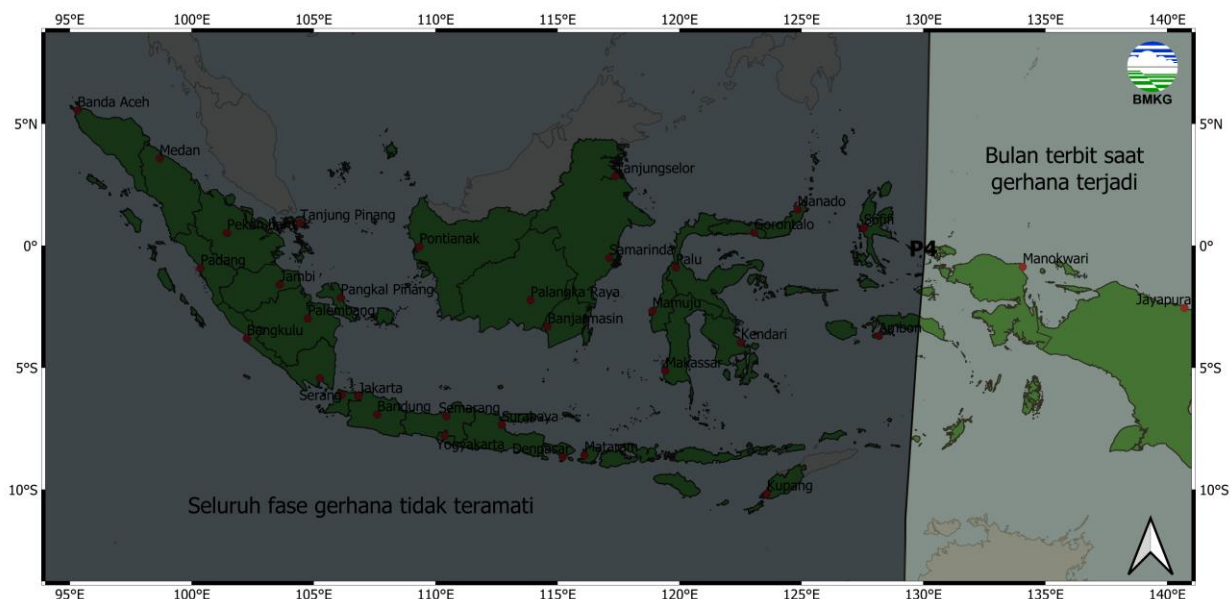 95°E 100°E 105°E 110°E 115°E 120°E 125°E 130°E 135°E 140°E
BMKG
Banda Aceh
5°N 5°N
Medan
Bulan terbit saat
gerhana terjadi
Tanjungselor
Tanjung Pinang
Manado
Sofifi
Pekanbaru
Gorontalo
Pontianak
0° 0°
P4
Samarinda
Padang
Palu
Manokwari
Jambi
Pangkal Pinang
Palangka Raya
Jayapura
Palembang
Mamuju
Banjarmasin
Bangkulu
Kendari
Ambon
Makassar
5°S 5°S
Serang
Jakarta
Bandung
Semarang
Surabaya
Yogyakarta
Denpasar
Mataram
Kupang
10°S 10°S
Seluruh fase gerhana tidak teramati
95°E 100°E 105°E 110°E 115°E 120°E 125°E 130°E 135°E 140°E